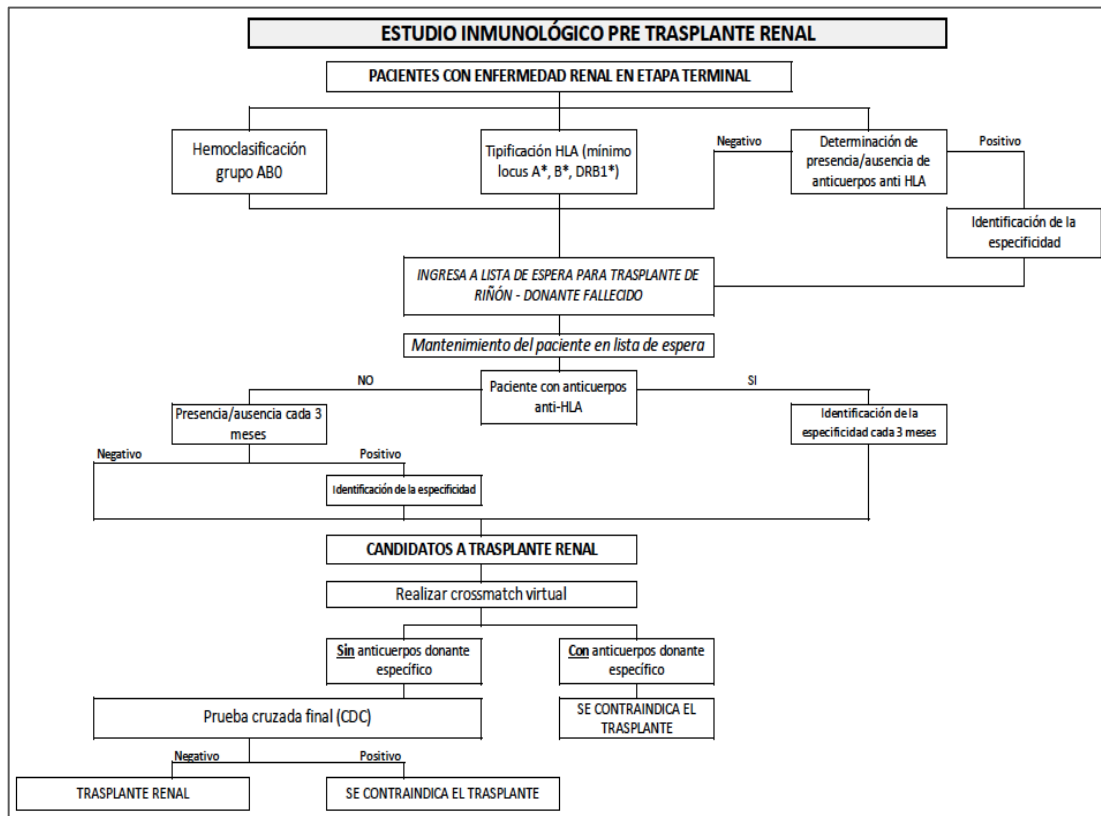 ESTUDIO INMUNOLÓGICO PRE TRASPLANTE RENAL
PACIENTES CON ENFERMEDAD RENAL EN ETAPA TERMINAL
Hemoclasificación
grupo AB0
Tipificación HLA (mínimo
locus A*, B*, DRB1*)
Negativo
Determinación de
presencia/ausencia de
anticuerpos anti HLA
Positivo
Identificación de la
especificidad
INGRESA A LISTA DE ESPERA PARA TRASPLANTE DE
RIÑÓN - DONANTE FALLECIDO
Mantenimiento del paciente en lista de espera
NO
Paciente con anticuerpos
anti-HLA
SI
Presencia/ausencia cada 3
meses
Identificación de la
especificidad cada 3 meses
Negativo
Positivo
Identificación de la especificidad
CANDIDATOS A TRASPLANTE RENAL
Realizar crossmatch virtual
Sin anticuerpos donante
específico
Con anticuerpos donante
específico
Prueba cruzada final (CDC)
SE CONTRAINDICA EL
TRASPLANTE
Negativo
Positivo
TRASPLANTE RENAL
SE CONTRAINDICA EL TRASPLANTE